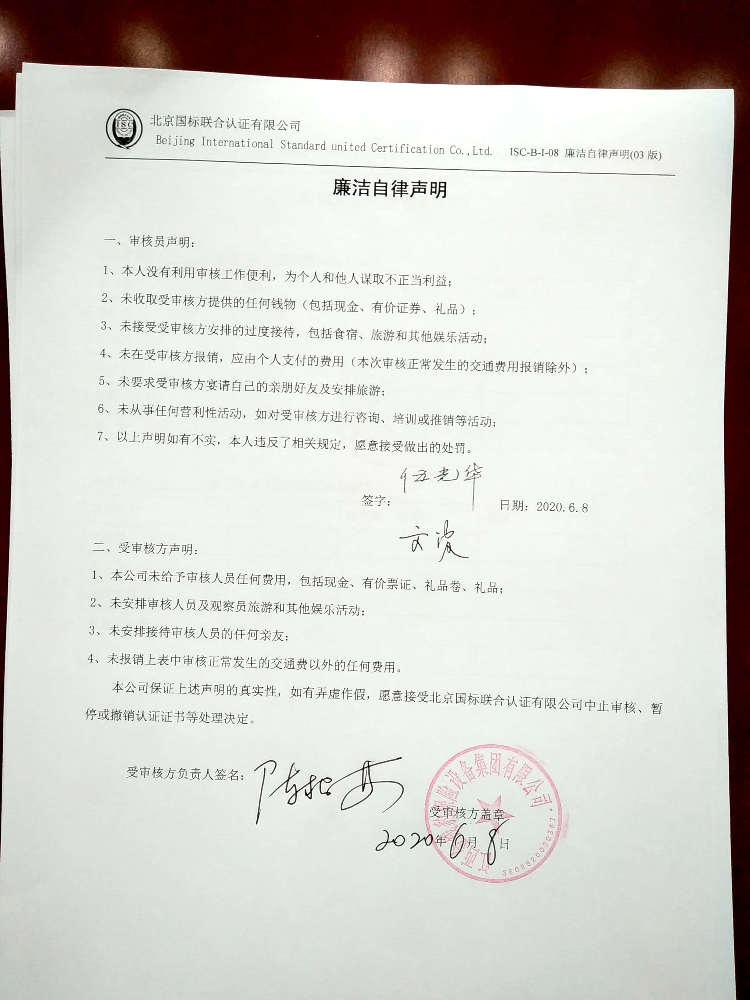 ISC
北京国标联合认证有限公司
Beijing International Standard united Certification Co.,Ltd. ISC-B-I-08 廉洁自律声明(03 版)
廉洁自律声明
一、审核员声明：
1、本人没有利用审核工作便利，为个人和他人谋取不正当利益；
2、未收取受审核方提供的任何钱物（包括现金、有价证券、礼品）；
3、未接受受审核方安排的过度接待，包括食宿、旅游和其他娱乐活动；
4、未在受审核方报销，应由个人支付的费用（本次审核正常发生的交通费用报销除外）；
5、未要求受审核方宴请自己的亲朋好友及安排旅游；
6、未从事任何营利性活动，如对受审核方进行咨询、培训或推销等活动；
7、以上声明如有不实，本人违反了相关规定，愿意接受做出的处罚。
伍光华
签字： 日期：2020.6.8
文波
二、受审核方声明：
1、本公司未给予审核人员任何费用，包括现金、有价票证、礼品卷、礼品；
2、未安排审核人员及观察员旅游和其他娱乐活动；
3、未安排接待审核人员的任何亲友；
4、未报销上表中审核正常发生的交通费以外的任何费用。
本公司保证上述声明的真实性，如有弄虚作假，愿意接受北京国标联合认证有限公司中止审核、暂
停或撤销认证证书等处理决定。
受审核方负责人签名：
江西金 保险设备集团有限公司
受审核方盖章
2020年6月8日
3609820090367